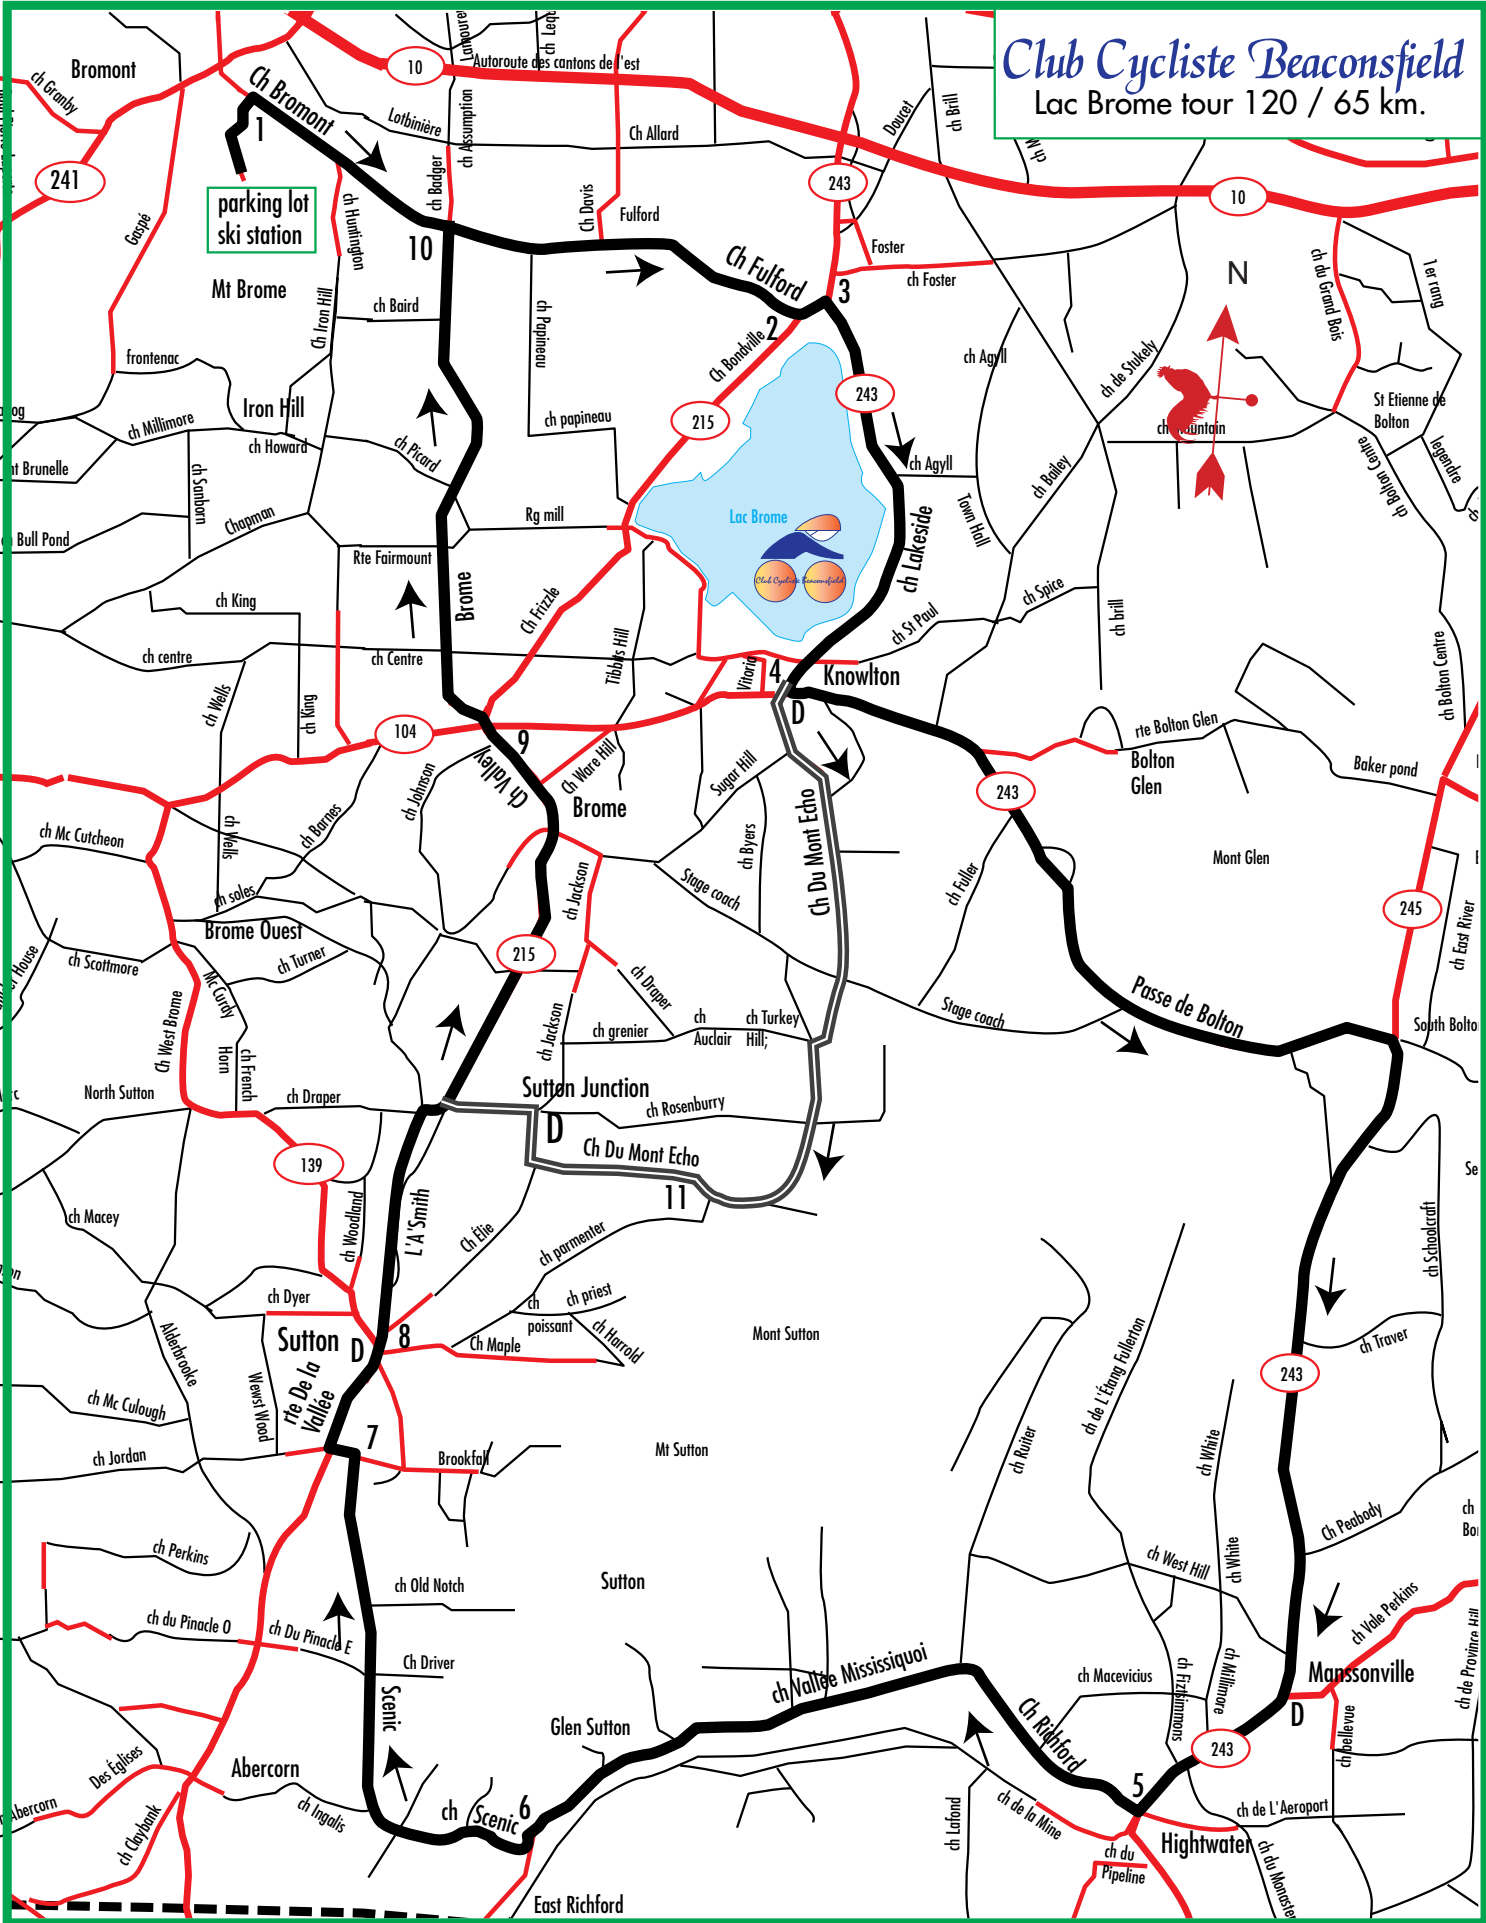 Club Cycliste Beaconsfield
Lac Brome tour 120 / 65 km.
Bromont
ch Granby
Ch Bromont
10
Autoroute des cantons de l'est
Lotbinière
ch Assumption
Ch Allard
Doucet
ch Brill
1
241
243
10
parking lot
ski station
Gaspé
ch Huntington
ch Badger
Ch Davis
Fulford
10
Foster
Ch Fulford
ch Foster
N
ch du Grand Bois
1er rang
Mt Brome
Ch Iron Hill
ch Baird
ch Papineau
3
2
Ch Bondville
ch Agyll
ch de Stukely
frontenac
243
Iron Hill
ch Millimore
ch Howard
ch Picard
ch papineau
215
St Etienne de
Bolton
ch Mountain
ch Bolton Centre
legendre
nt Brunelle
ch Sanborn
ch Agyll
ch Bailey
Town Hall
Chapman
Rg mill
Lac Brome
Club Cycliste Beaconsfield
ch Lakeside
Bull Pond
Rte Fairmount
Brome
ch King
Ch Frizzle
Tibbits Hill
ch St Paul
ch Spice
ch brill
ch Bolton Centre
ch centre
ch Centre
Vitoria
4
Knowlton
D
ch Wells
ch King
104
9
Ch Valley
Ch Ware Hill
Sugar Hill
rte Bolton Glen
Bolton
Glen
Baker pond
ch Johnson
Brome
243
ch Mc Cutcheon
ch Wells
ch Barnes
ch Byers
Ch Du Mont Echo
Mont Glen
ch soles
ch Jackson
Stage coach
ch Fuller
245
ch East River
Brome Ouest
215
ch Scottmore
ch Turner
Mc Curdy
ch Draper
Passe de Bolton
Ch West Brome
ch Jackson
ch grenier
ch
Auclair
ch Turkey
Hill;
Stage coach
South Bolto
Horn
ch French
North Sutton
ch Draper
Sutton Junction
ch Rosenburry
D
139
Ch Du Mont Echo
11
ch Macey
ch Woodland
L'A'Smith
Ch Élie
ch parmenter
ch Schoolcraft
ch Dyer
ch
poissant
ch priest
ch Harrold
Mont Sutton
Sutton
D
8
Ch Maple
Alderbrooke
ch Traver
243
ch Mc Culough
Wewst Wood
rte De la
Vallée
7
ch de L'Étang Fullerton
ch Jordan
Brookfall
Mt Sutton
ch Ruiter
ch White
Ch Peabody
ch Perkins
ch Old Notch
Sutton
ch West Hill
ch White
ch Vale Perkins
ch du Pinacle O
ch Du Pinacle E
Ch Driver
ch Vallée Mississiquoi
ch Macevicius
ch Fiztsimmons
ch Millimore
Manssonville
D
ch de Province Hill
Scenic
Glen Sutton
Ch Richford
243
ch bellevue
Des Églises
Abercorn
5
Abercorn
ch Ingalis
ch
Scenic
6
ch Lafond
ch de la Mine
ch de L'Aeroport
Hightwater
ch Claybank
ch du
Pipeline
East Richford